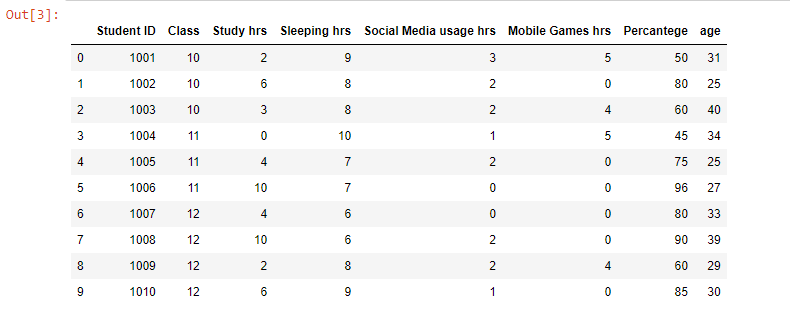 Out[3]:
Student ID Class Study hrs Sleeping hrs Social Media usage hrs Mobile Games hrs Percantege age
0 1001 10 2 9 3 5 50 31
1 1002 10 6 8 2 0 80 25
2 1003 10 3 8 2 4 60 40
3 1004 11 0 10 1 5 45 34
4 1005 11 4 7 2 0 75 25
5 1006 11 10 7 0 0 96 27
6 1007 12 4 6 0 0 80 33
7 1008 12 10 6 2 0 90 39
8 1009 12 2 8 2 4 60 29
9 1010 12 6 9 1 0 85 30